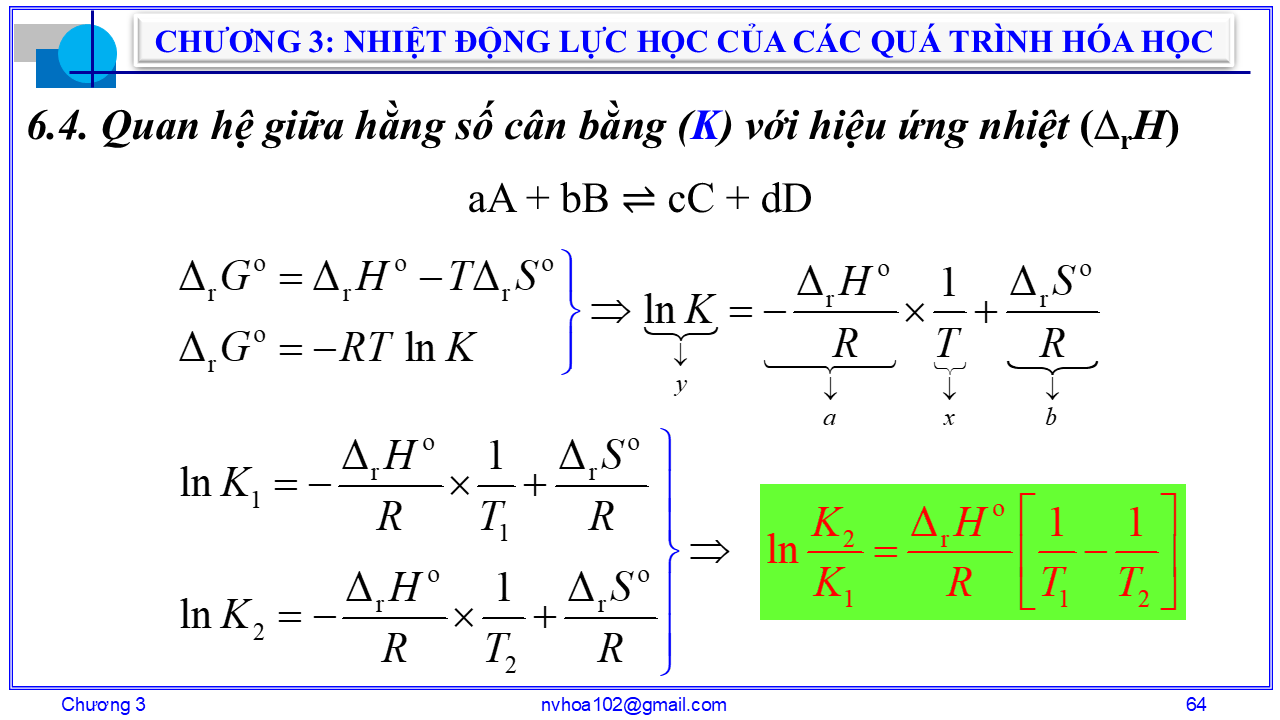 CHƯƠNG 3: NHIỆT ĐỘNG LỰC HỌC CỦA CÁC QUÁ TRÌNH HÓA HỌC
6.4. Quan hệ giữa hằng số cân bằng (K) với hiệu ứng nhiệt (ΔrH)
aA + bB ⇌ cC + dD
ΔrG° = ΔrH° − TΔrS°
ΔrG° = −RT ln K
⇒ ln K = − ΔrH°/R × 1/T + ΔrS°/R
↓ ↓ ↓ ↓
y a x b
ln K₁ = − ΔrH°/R × 1/T₁ + ΔrS°/R
ln K₂ = − ΔrH°/R × 1/T₂ + ΔrS°/R
⇒ ln K₂/K₁ = ΔrH°/R [1/T₁ − 1/T₂]
Chương 3
nvhoa102@gmail.com
64